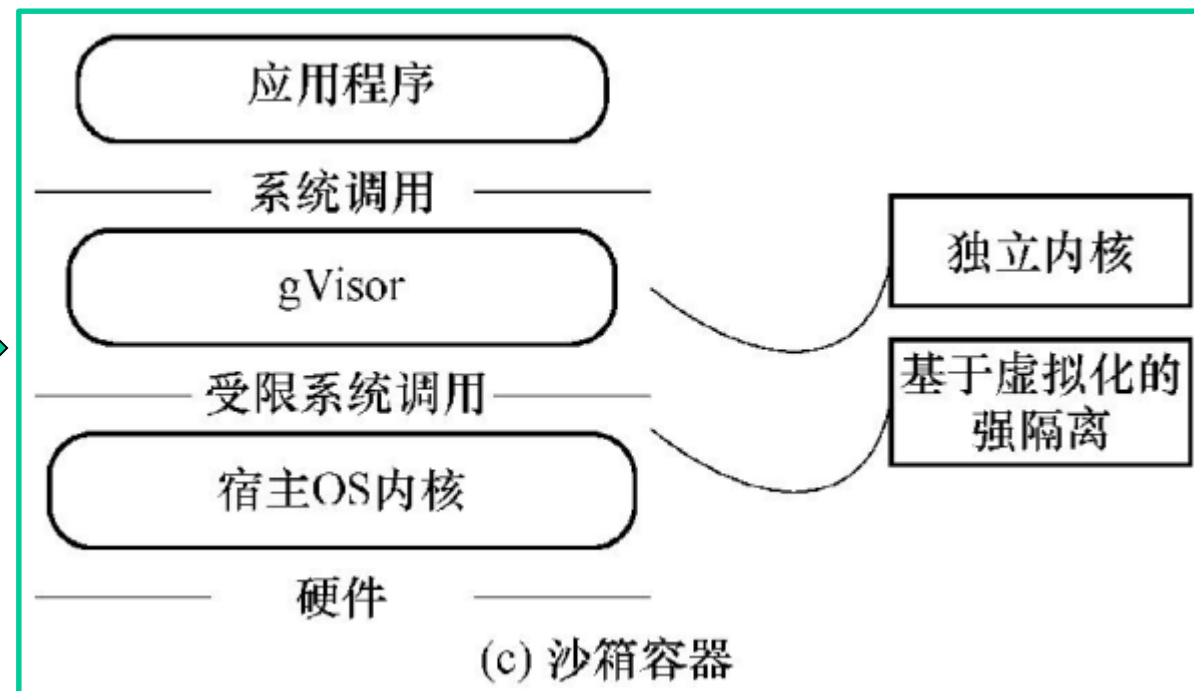 应用程序
系统调用
gVisor
独立内核
受限系统调用
基于虚拟化的
强隔离
宿主OS内核
硬件
(c) 沙箱容器